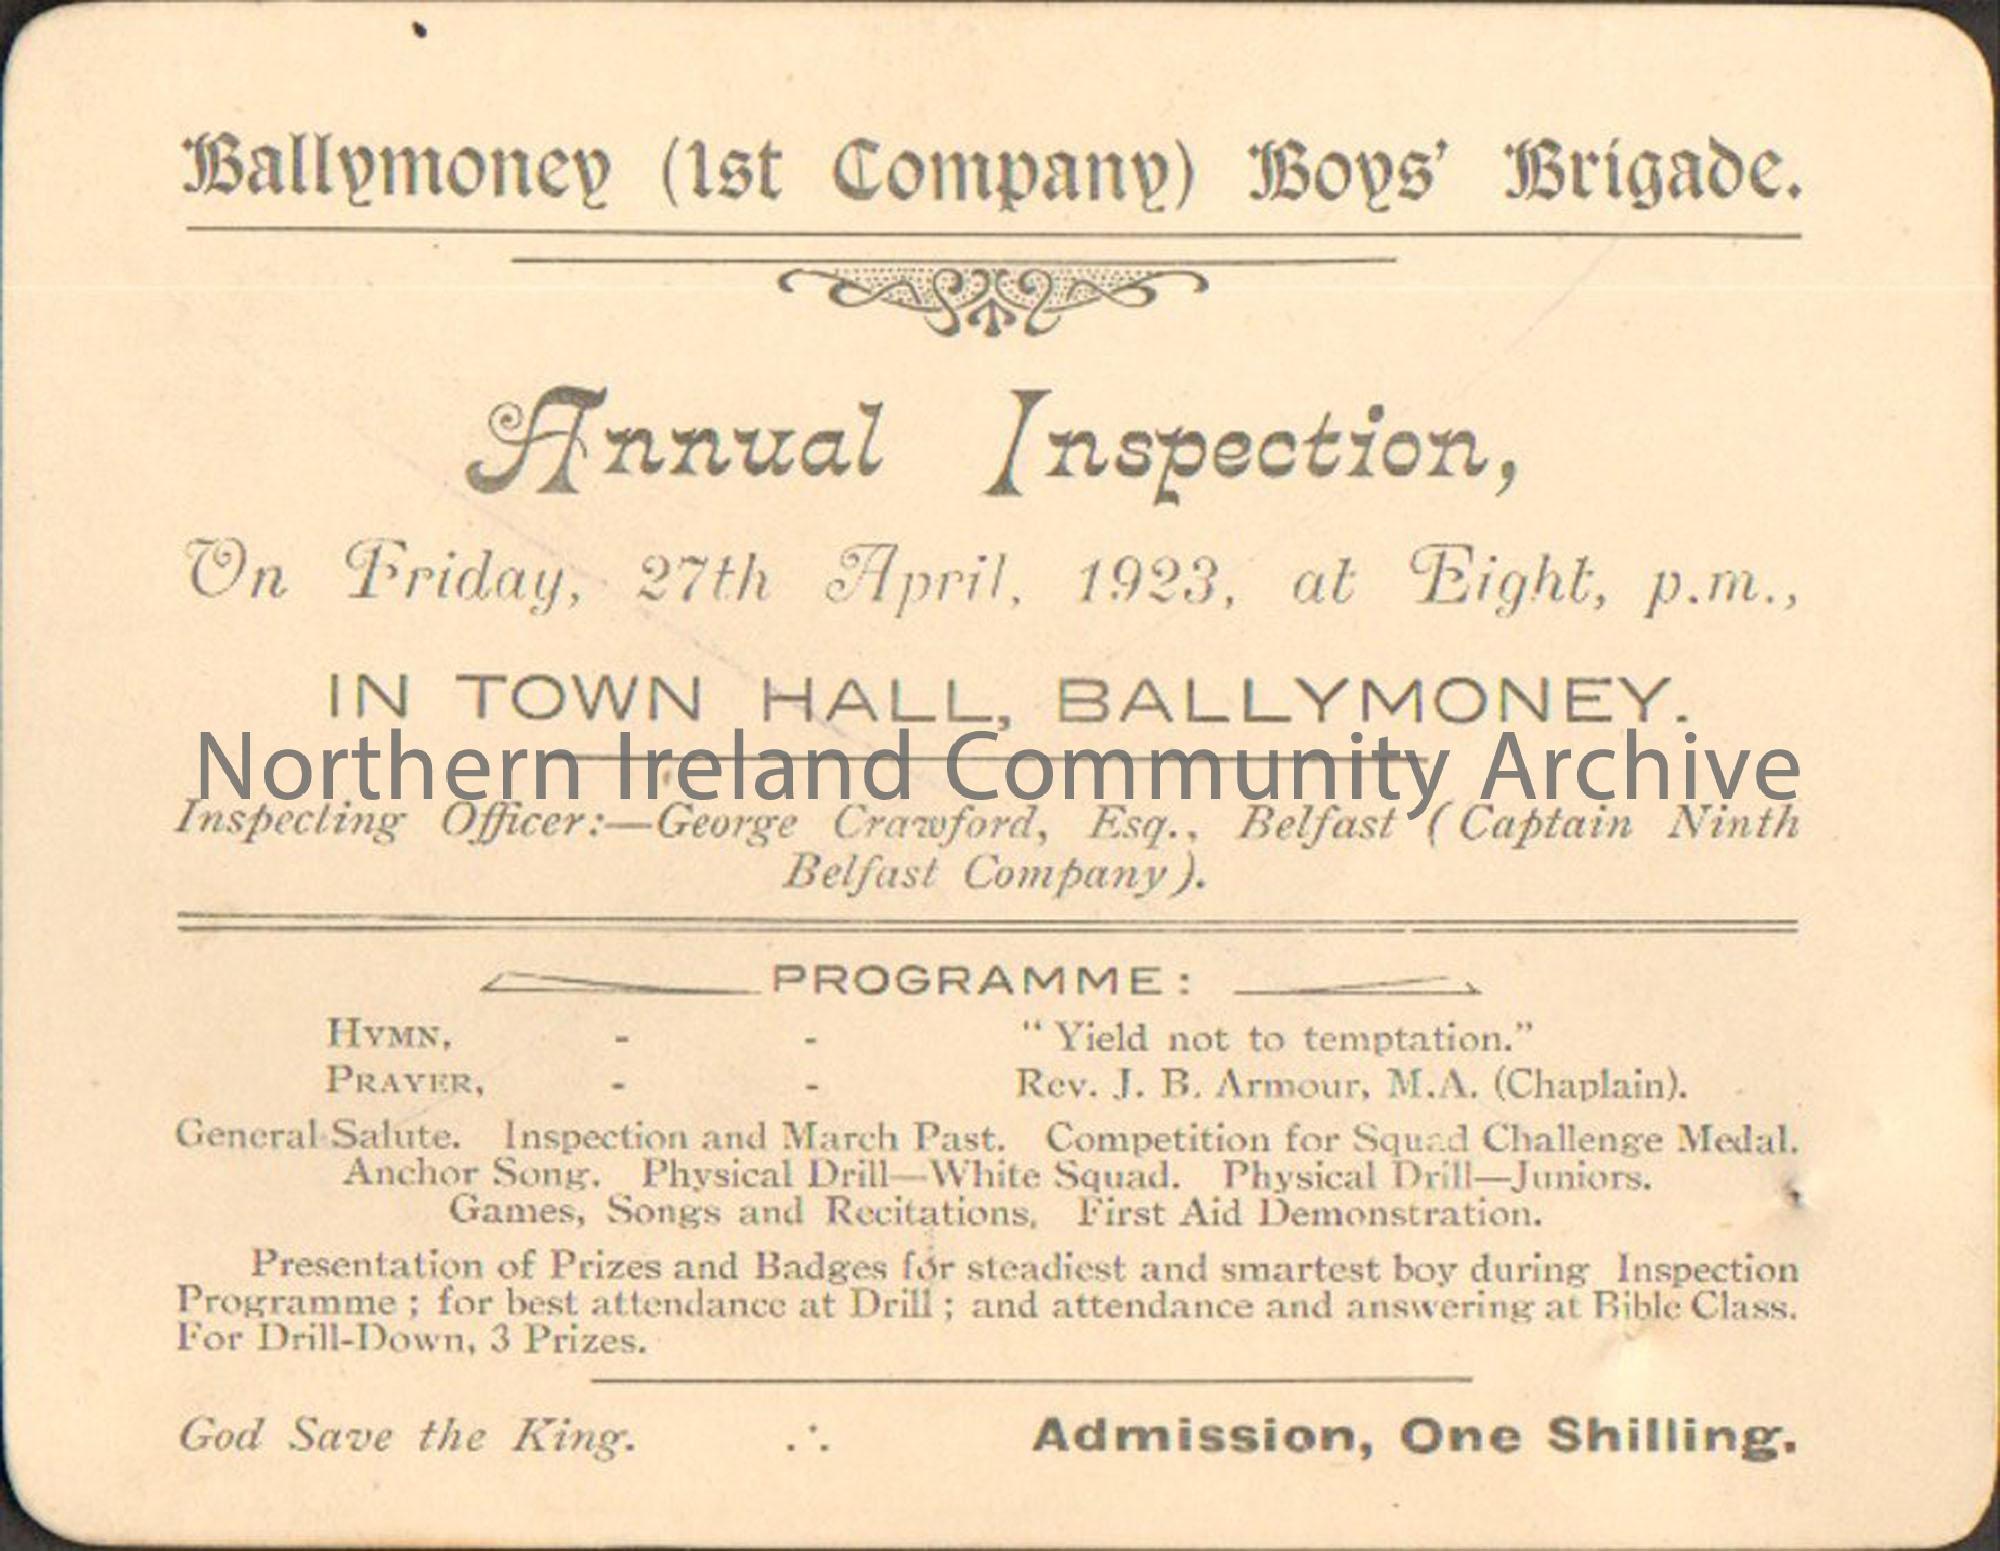 Ballymoney (1st Company) Boys' Brigade.
Annual Inspection,
On Friday, 27th April, 1923, at Eight, p.m.,
IN TOWN HALL, BALLYMONEY.
Northern Ireland Community Archive
Inspecting Officer:—George Crawford, Esq., Belfast (Captain Ninth
Belfast Company).
PROGRAMME:
HYMN, - - "Yield not to temptation."
PRAYER, - - Rev. J. B. Armour, M.A. (Chaplain).
General Salute. Inspection and March Past. Competition for Squad Challenge Medal.
Anchor Song. Physical Drill—White Squad. Physical Drill—Juniors.
Games, Songs and Recitations, First Aid Demonstration.
Presentation of Prizes and Badges for steadiest and smartest boy during Inspection
Programme; for best attendance at Drill; and attendance and answering at Bible Class.
For Drill-Down, 3 Prizes.
God Save the King. ∴ Admission, One Shilling.